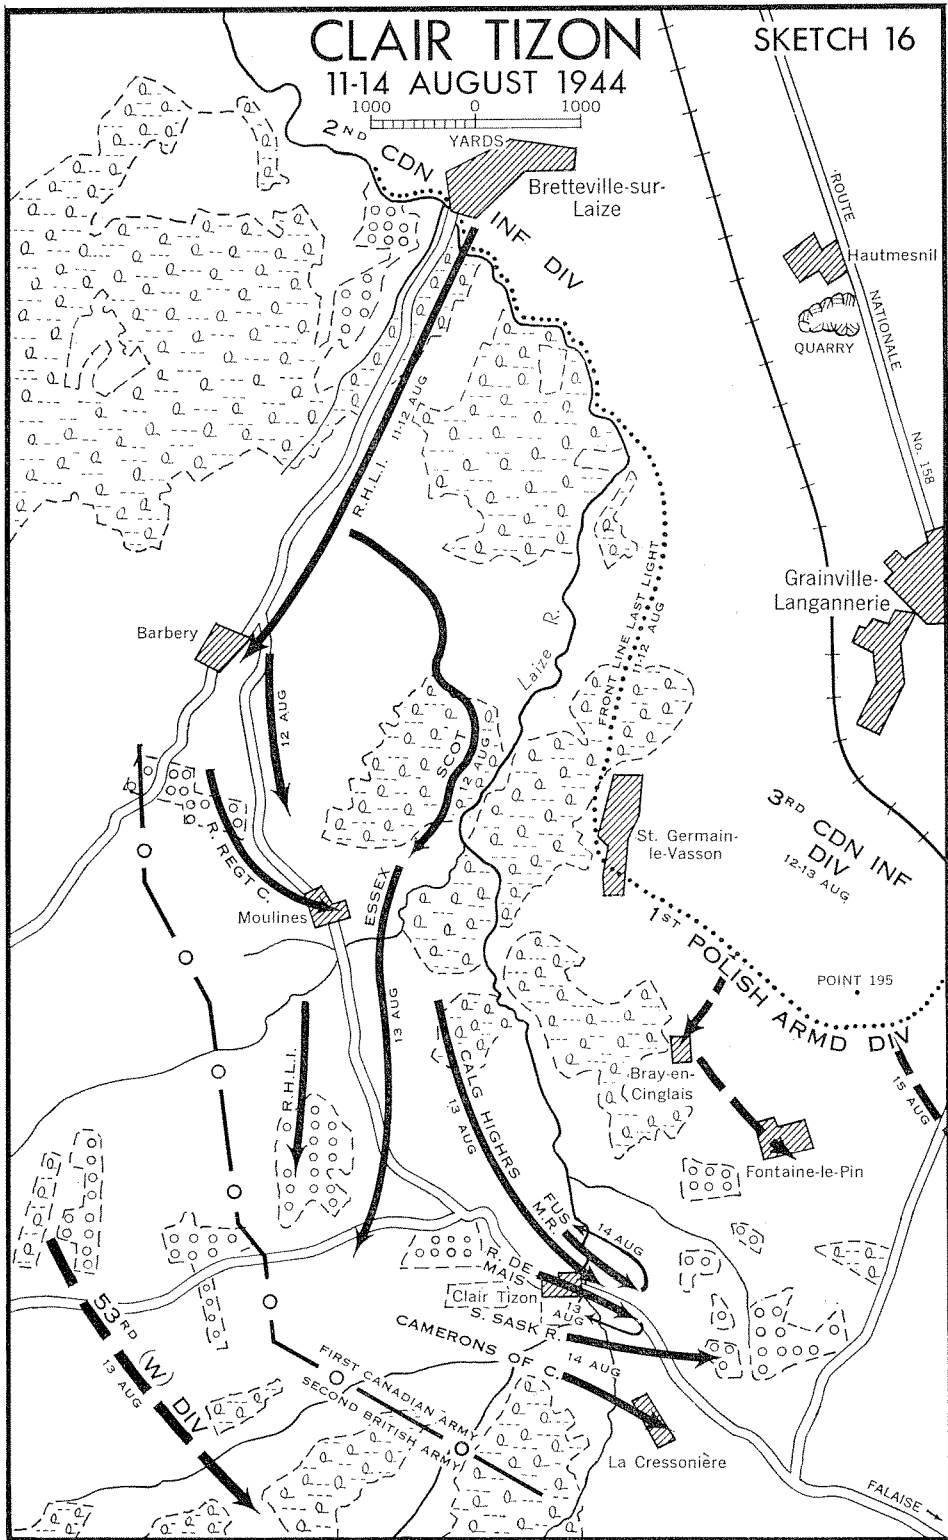 CLAIR TIZON
11-14 AUGUST 1944
SKETCH 16
1000 0 1000
YARDS
2ND CDN INF DIV
Bretteville-sur-
Laize
ROUTE NATIONALE No. 158
Hautmesnil
QUARRY
R.H.L.I. 11-12 AUG
Grainville-
Langannerie
Barbery
Laize R.
FRONT LINE LAST LIGHT
11-12 AUG
12 AUG
SCOT
12 AUG
St. Germain-
le-Vasson
3RD CDN INF
DIV
12-13 AUG
R. REGT C.
Moulines
ESSEX
13 AUG
1ST POLISH ARMD DIV
POINT 195
15 AUG
Bray-en-
Cinglais
Fontaine-le-Pin
R.H.L.I.
CALG HIGHRS
13 AUG
FUS
M.R.
14 AUG
R. DE
MAIS
13
AUG
Clair Tizon
S. SASK R.
14 AUG
CAMERONS OF C.
La Cressonière
53RD (W) DIV
13 AUG
FIRST CANADIAN ARMY
SECOND BRITISH ARMY
FALAISE